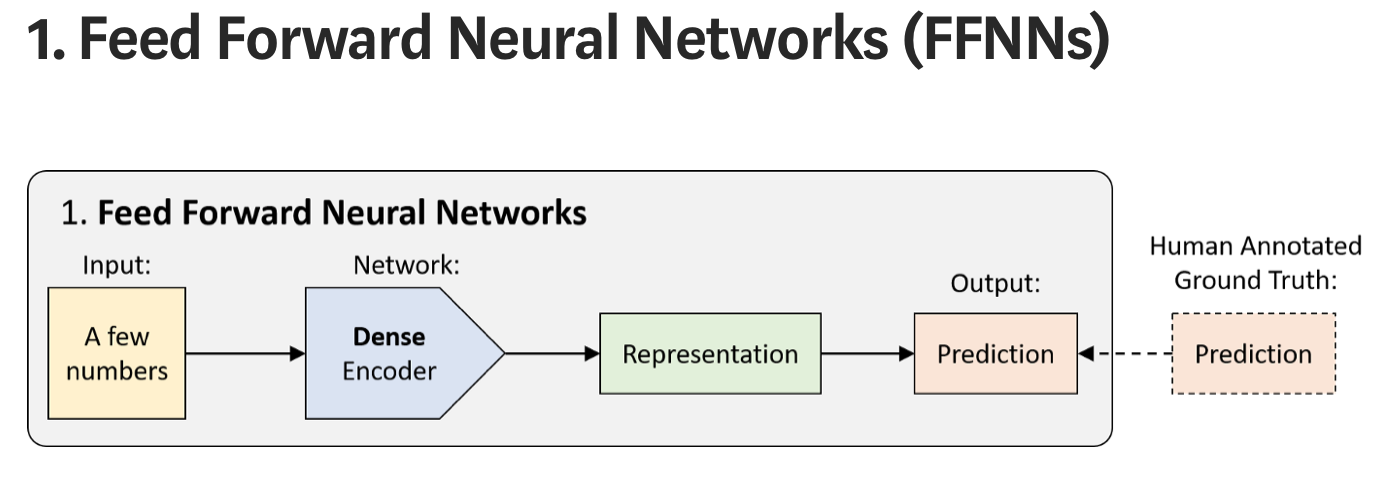 1. Feed Forward Neural Networks (FFNNs)
1. Feed Forward Neural Networks
Input:
A few
numbers
Network:
Dense
Encoder
Representation
Output:
Prediction
Human Annotated
Ground Truth:
Prediction